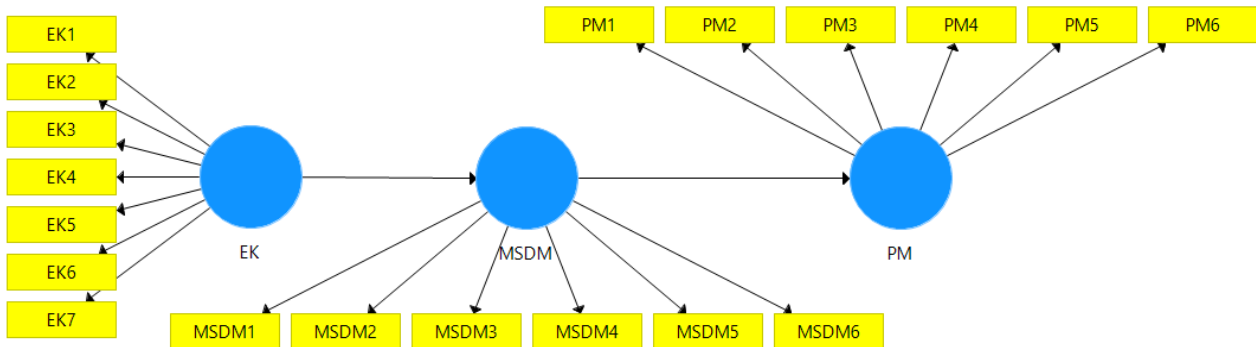 EK1
EK2
EK3
EK4
EK5
EK6
EK7
EK
MSDM
MSDM1
MSDM2
MSDM3
MSDM4
MSDM5
MSDM6
PM1
PM2
PM3
PM4
PM5
PM6
PM